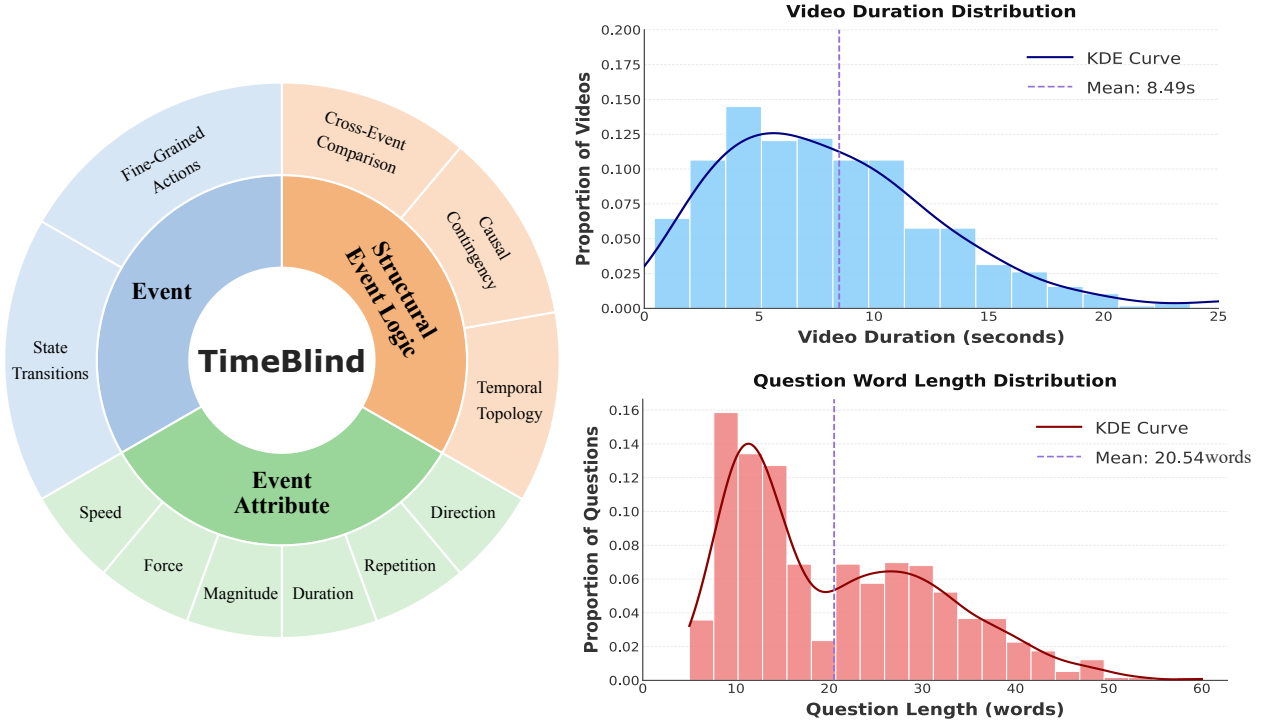 Fine-Grained
Actions
Cross-Event
Comparison
Causal
Contingency
Structural
Event Logic
Event
State
Transitions
TimeBlind
Temporal
Topology
Event
Attribute
Speed
Force
Magnitude
Duration
Repetition
Direction
Video Duration Distribution
Proportion of Videos
0.200
0.175
0.150
0.125
0.100
0.075
0.050
0.025
0.000
KDE Curve
Mean: 8.49s
0 5 10 15 20 25
Video Duration (seconds)
Question Word Length Distribution
Proportion of Questions
0.16
0.14
0.12
0.10
0.08
0.06
0.04
0.02
0.00
KDE Curve
Mean: 20.54words
0 10 20 30 40 50 60
Question Length (words)